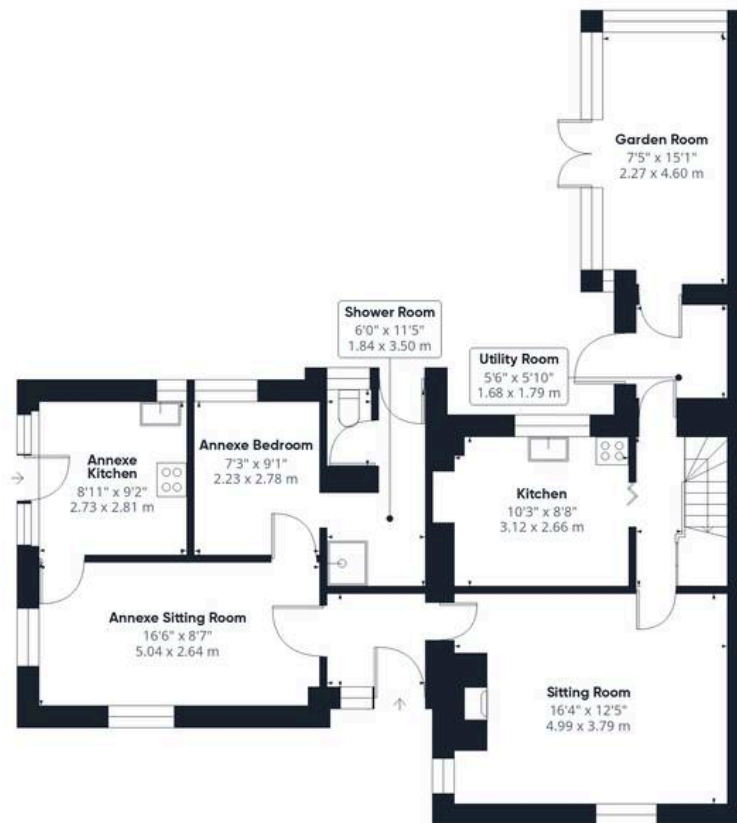 Garden Room
7'5" x 15'1"
2.27 x 4.60 m
Shower Room
6'0" x 11'5"
1.84 x 3.50 m
Utility Room
5'6" x 5'10"
1.68 x 1.79 m
Annexe
Kitchen
8'11" x 9'2"
2.73 x 2.81 m
Annexe Bedroom
7'3" x 9'1"
2.23 x 2.78 m
Kitchen
10'3" x 8'8"
3.12 x 2.66 m
Annexe Sitting Room
16'6" x 8'7"
5.04 x 2.64 m
Sitting Room
16'4" x 12'5"
4.99 x 3.79 m